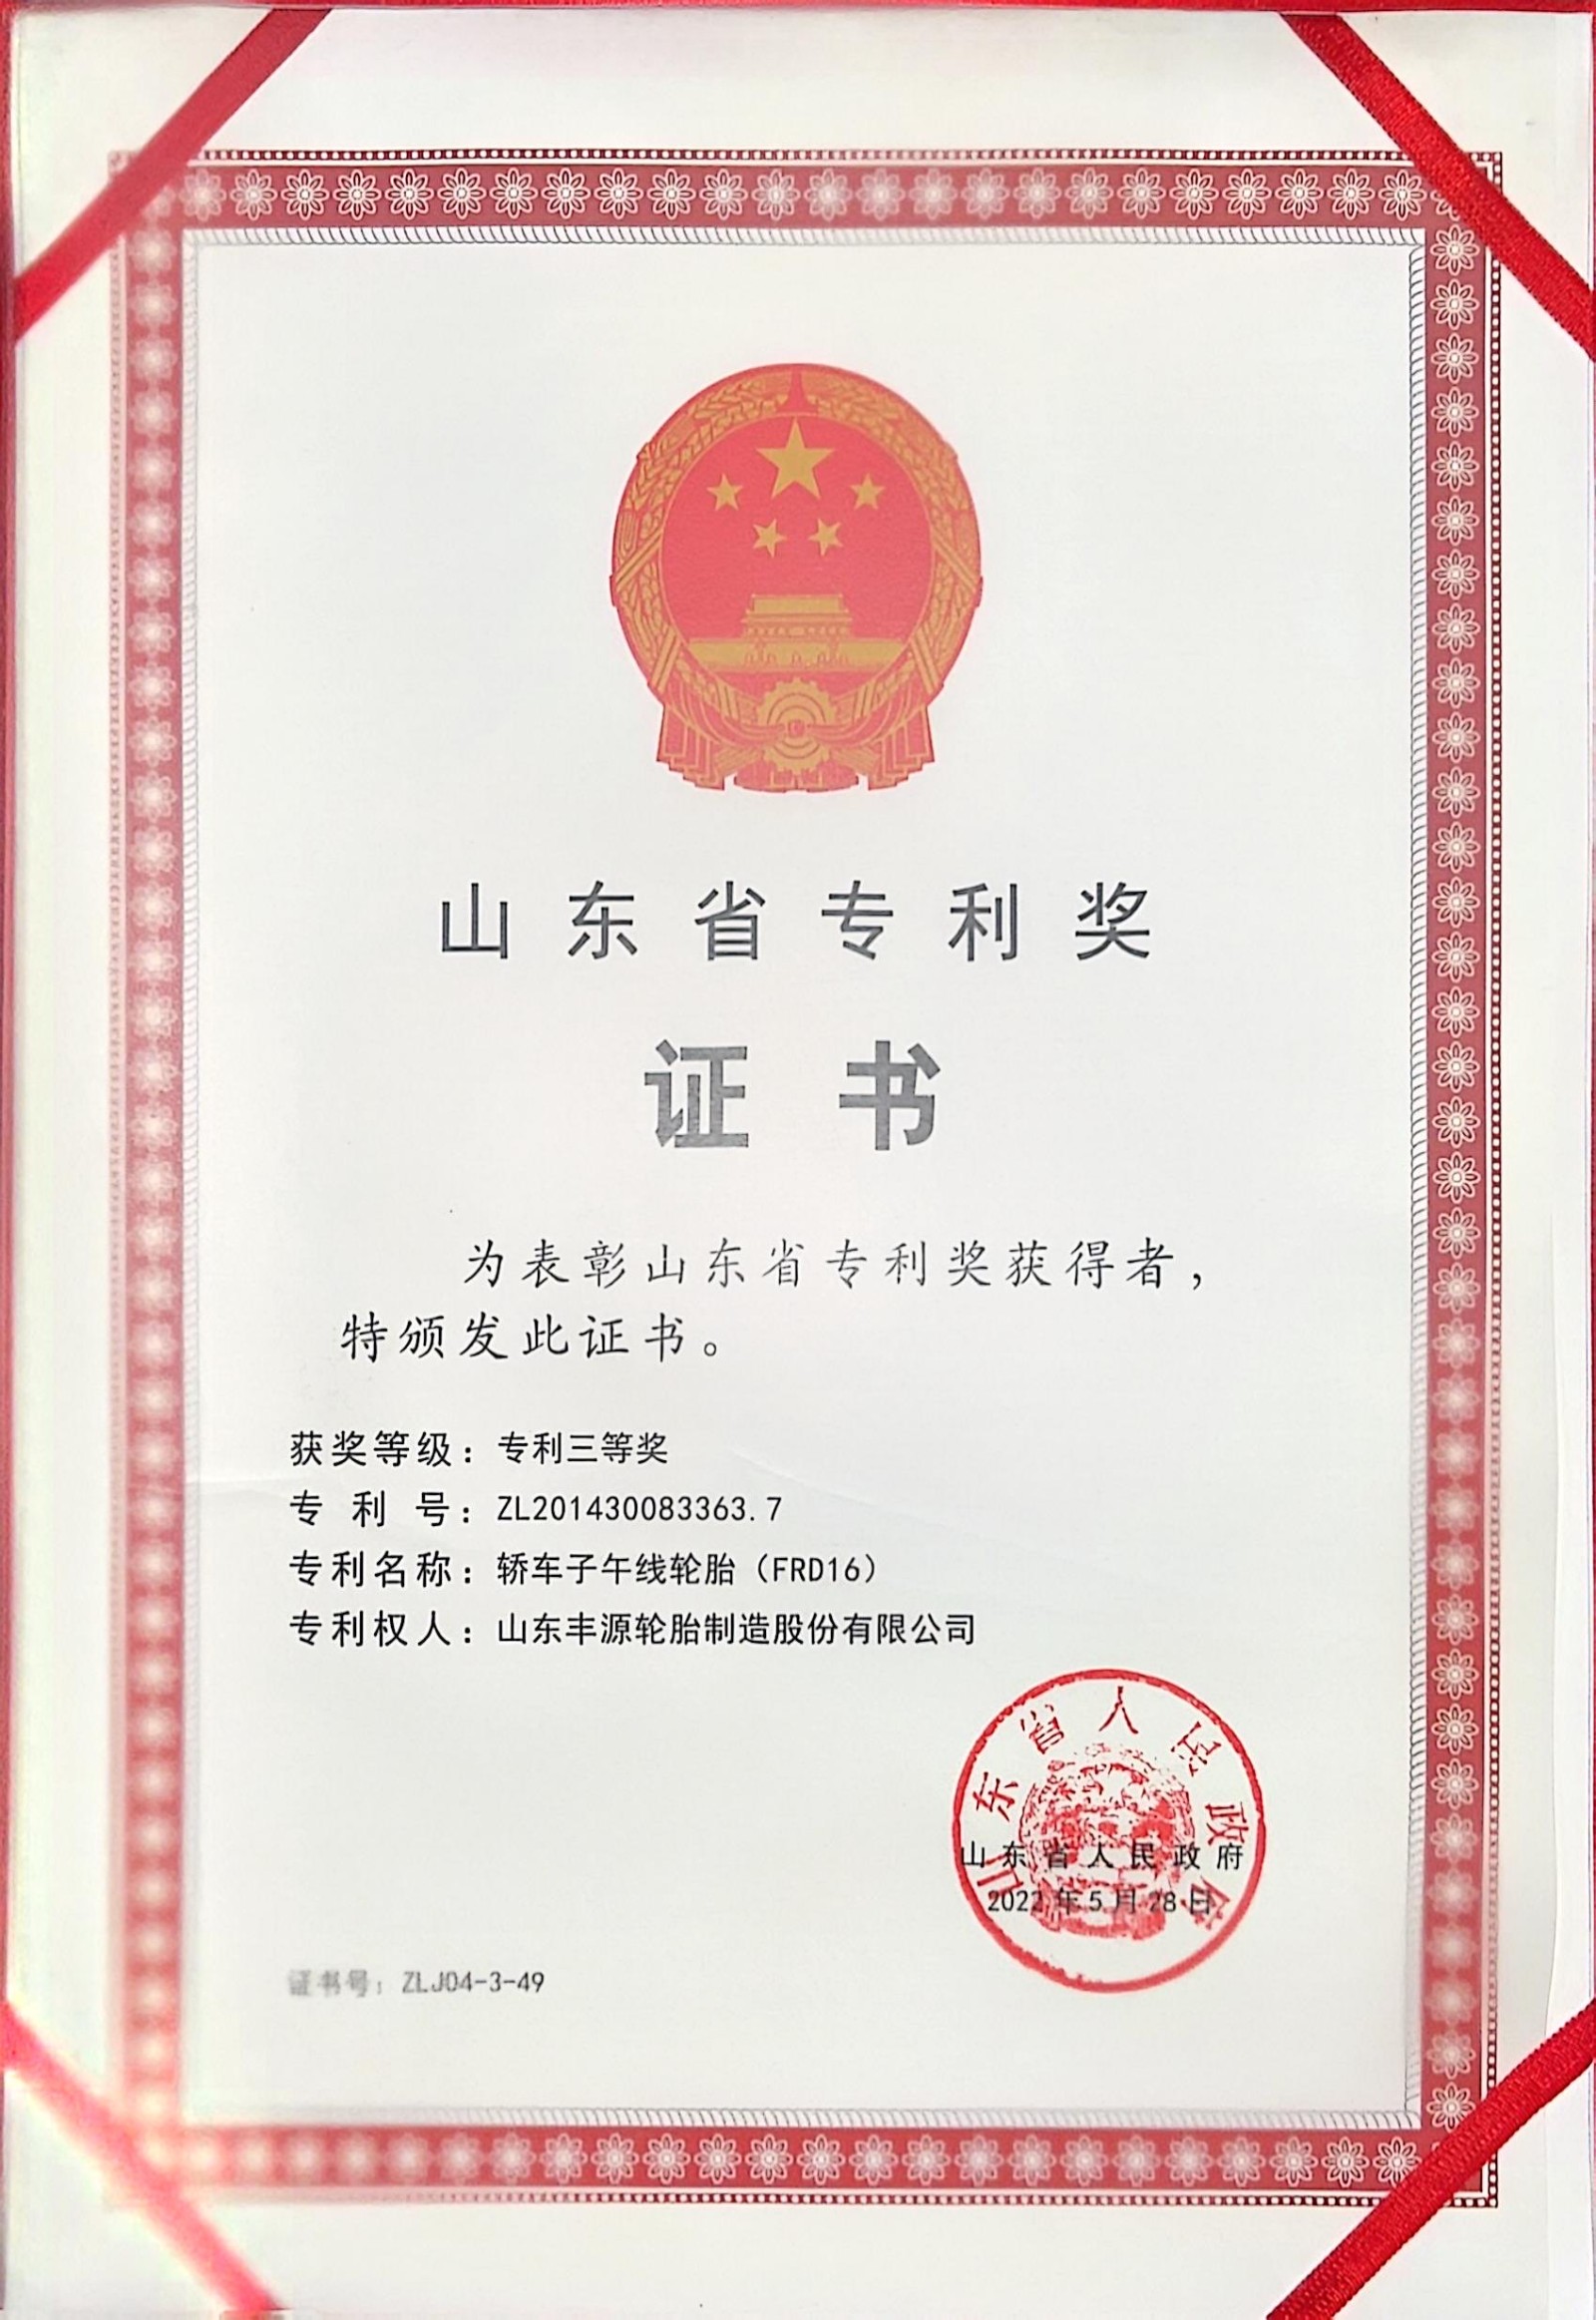 山东省专利奖
证书
为表彰山东省专利奖获得者，
特颁发此证书。
获奖等级：专利三等奖
专利号：ZL201430083363.7
专利名称：轿车子午线轮胎（FRD16）
专利权人：山东丰源轮胎制造股份有限公司
山东省人民政府
山东省人民政府
2022年5月28日
证书号：ZLJ04-3-49